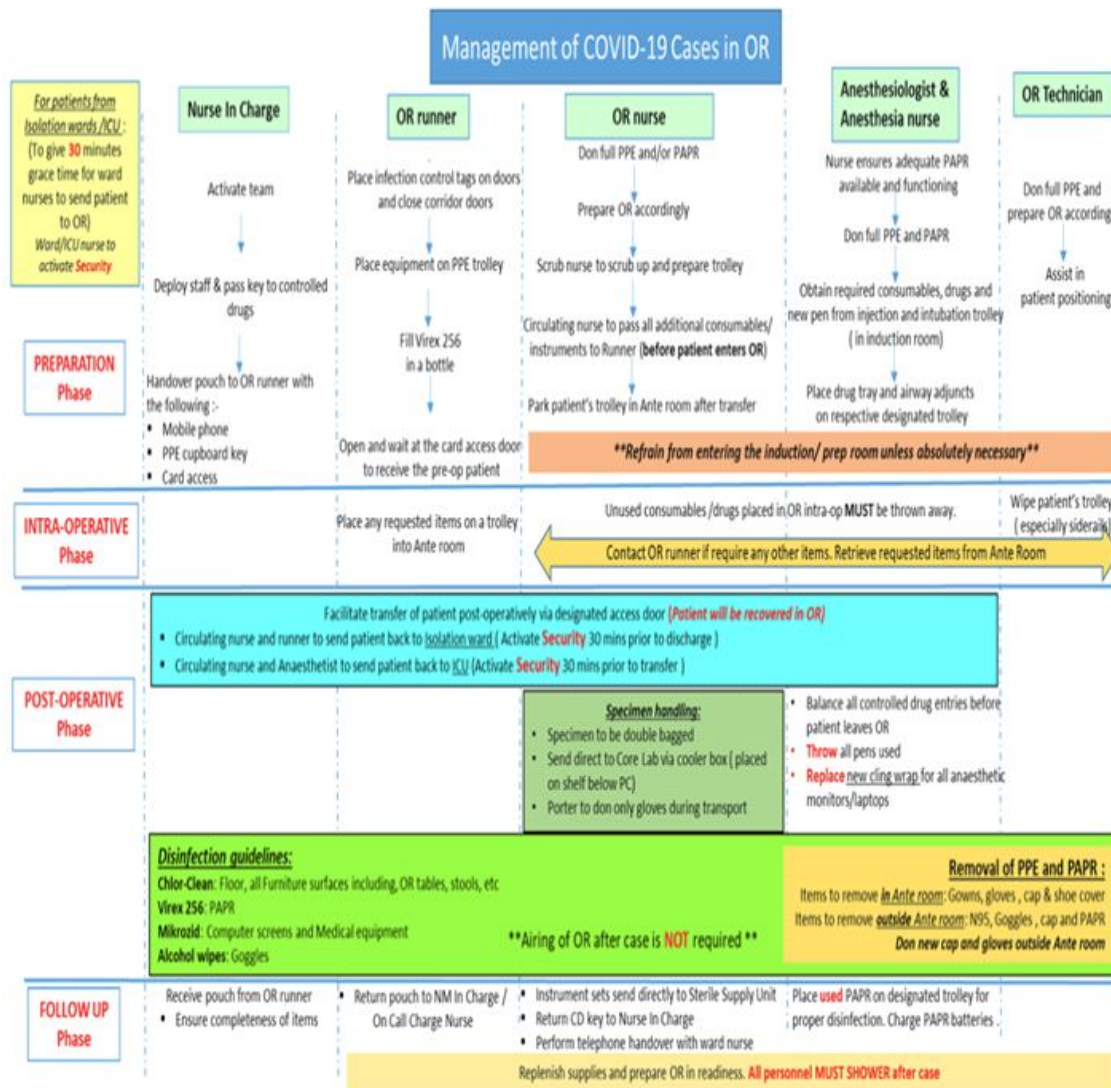 Management of COVID-19 Cases in OR
For patients from
Isolation wards /ICU :
(To give 30 minutes
grace time for ward
nurses to send patient
to OR)
Ward/ICU nurse to
activate Security
Nurse In Charge
OR runner
OR nurse
Anesthesiologist &
Anesthesia nurse
OR Technician
PREPARATION
Phase
Activate team
Deploy staff & pass key to controlled
drugs
Handover pouch to OR runner with
the following :-
▪ Mobile phone
▪ PPE cupboard key
▪ Card access
Place infection control tags on doors
and close corridor doors
Place equipment on PPE trolley
Fill Virex 256
in a bottle
Open and wait at the card access door
to receive the pre-op patient
Don full PPE and/or PAPR
Prepare OR accordingly
Scrub nurse to scrub up and prepare trolley
Circulating nurse to pass all additional consumables/
instruments to Runner (before patient enters OR)
Park patient's trolley in Ante room after transfer
Nurse ensures adequate PAPR
available and functioning
Don full PPE and PAPR
Obtain required consumables, drugs and
new pen from injection and intubation trolley
( in induction room)
Place drug tray and airway adjuncts
on respective designated trolley
Don full PPE and
prepare OR according
Assist in
patient positioning
**Refrain from entering the induction/ prep room unless absolutely necessary**
INTRA-OPERATIVE
Phase
Place any requested items on a trolley
into Ante room
Unused consumables /drugs placed in OR intra-op MUST be thrown away.
Wipe patient's trolley
( especially siderails)
Contact OR runner if require any other items. Retrieve requested items from Ante Room
POST-OPERATIVE
Phase
Facilitate transfer of patient post-operatively via designated access door (Patient will be recovered in OR)
▪ Circulating nurse and runner to send patient back to Isolation ward ( Activate Security 30 mins prior to discharge )
▪ Circulating nurse and Anaesthetist to send patient back to ICU (Activate Security 30 mins prior to transfer )
Specimen handling:
• Specimen to be double bagged
• Send direct to Core Lab via cooler box ( placed
on shelf below PC)
• Porter to don only gloves during transport
• Balance all controlled drug entries before
patient leaves OR
• Throw all pens used
• Replace new cling wrap for all anaesthetic
monitors/laptops
Disinfection guidelines:
Chlor-Clean: Floor, all Furniture surfaces including, OR tables, stools, etc
Virex 256: PAPR
Mikrozid: Computer screens and Medical equipment
Alcohol wipes: Goggles
**Airing of OR after case is NOT required **
Removal of PPE and PAPR :
Items to remove in Ante room: Gowns, gloves , cap & shoe cover
Items to remove outside Ante room: N95, Goggles , cap and PAPR
Don new cap and gloves outside Ante room
FOLLOW UP
Phase
Receive pouch from OR runner
▪ Ensure completeness of items
▪ Return pouch to NM In Charge /
On Call Charge Nurse
▪ Instrument sets send directly to Sterile Supply Unit
▪ Return CD key to Nurse In Charge
▪ Perform telephone handover with ward nurse
Place used PAPR on designated trolley for
proper disinfection. Charge PAPR batteries .
Replenish supplies and prepare OR in readiness. All personnel MUST SHOWER after case